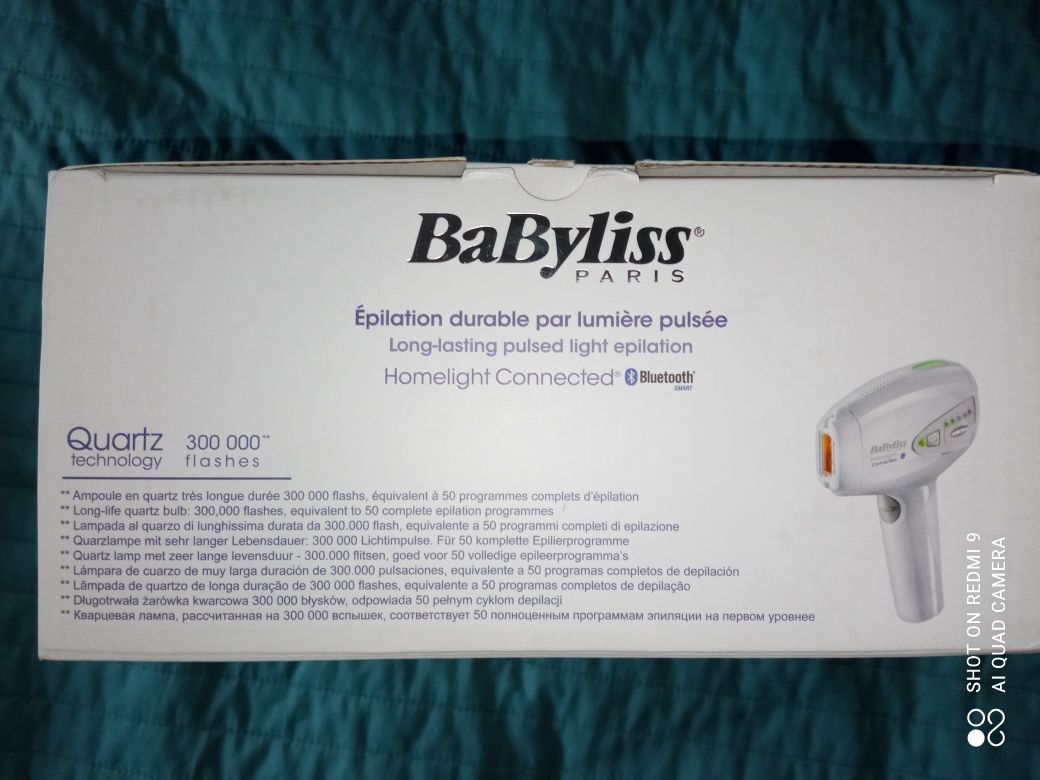 BaByliss®
PARIS
Épilation durable par lumière pulsée
Long-lasting pulsed light epilation
Homelight Connected® Bluetooth®
SMART
Quartz 300 000**
technology flashes
** Ampoule en quartz très longue durée 300 000 flashs, équivalent à 50 programmes complets d'épilation
** Long-life quartz bulb: 300,000 flashes, equivalent to 50 complete epilation programmes
** Lampada al quarzo di lunghissima durata da 300.000 flash, equivalente a 50 programmi completi di epilazione
** Quarzlampe mit sehr langer Lebensdauer: 300 000 Lichtimpulse. Für 50 komplette Epilierprogramme
** Quartz lamp met zeer lange levensduur - 300.000 flitsen, goed voor 50 volledige epileerprogramma's
** Lámpara de cuarzo de muy larga duración de 300.000 pulsaciones, equivalente a 50 programas completos de depilación
** Lâmpada de quartzo de longa duração de 300 000 flashes, equivalente a 50 programas completos de depilação
** Długotrwała żarówka kwarcowa 300 000 błysków, odpowiada 50 pełnym cyklom depilacji
** Кварцевая лампа, рассчитанная на 300 000 вспышек, соответствует 50 полноценным программам эпиляции на первом уровнее
BaByliss
Homelight
Connected
SHOT ON REDMI 9
AI QUAD CAMERA